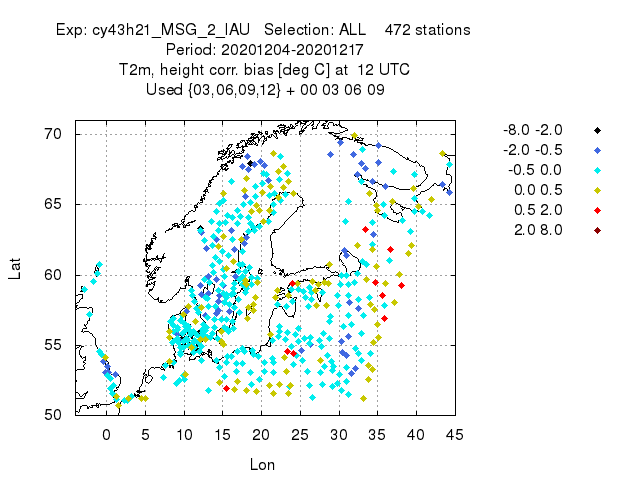 Exp: cy43h21_MSG_2_IAU   Selection: ALL    472 stations
Period: 20201204-20201217
T2m, height corr. bias [deg C] at  12 UTC
Used {03,06,09,12} + 00 03 06 09
-8.0 -2.0
-2.0 -0.5
-0.5 0.0
0.0 0.5
0.5 2.0
2.0 8.0
Lat
70
65
60
55
50
0 5 10 15 20 25 30 35 40 45
Lon